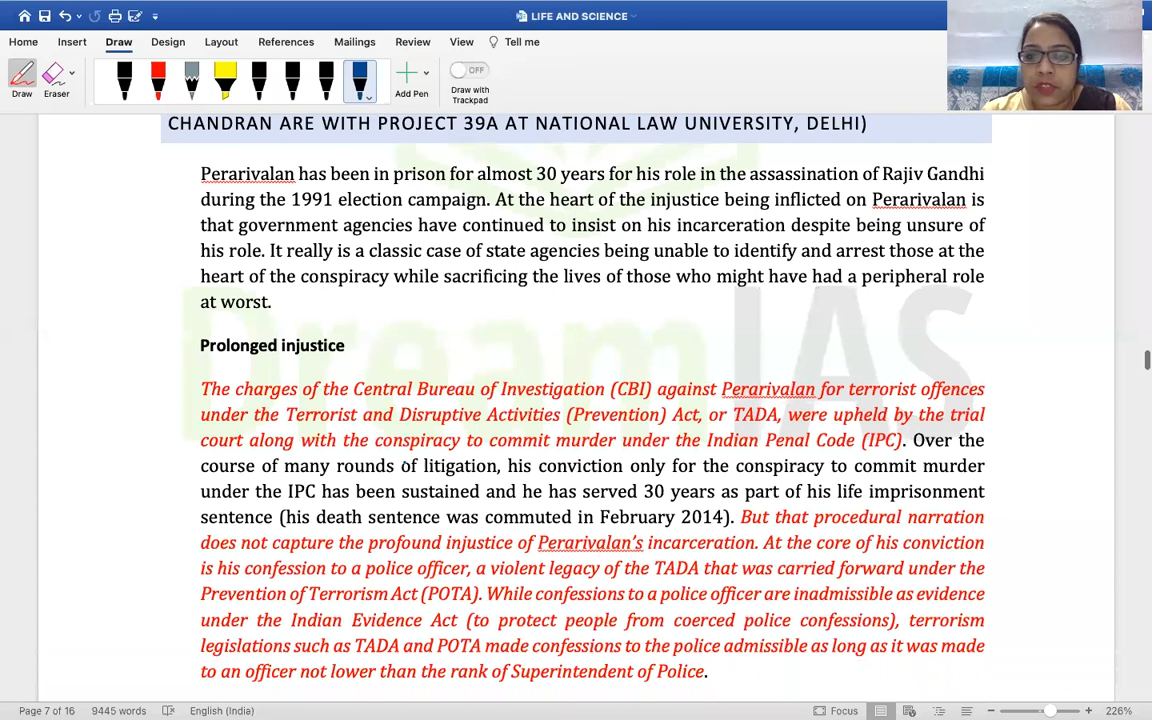 LIFE AND SCIENCE
Home Insert Draw Design Layout References Mailings Review View Tell me
OFF
Draw Eraser Add Pen Draw with Trackpad
CHANDRAN ARE WITH PROJECT 39A AT NATIONAL LAW UNIVERSITY, DELHI)
Perarivalan has been in prison for almost 30 years for his role in the assassination of Rajiv Gandhi
during the 1991 election campaign. At the heart of the injustice being inflicted on Perarivalan is
that government agencies have continued to insist on his incarceration despite being unsure of
his role. It really is a classic case of state agencies being unable to identify and arrest those at the
heart of the conspiracy while sacrificing the lives of those who might have had a peripheral role
at worst.
DreamIAS
Prolonged injustice
The charges of the Central Bureau of Investigation (CBI) against Perarivalan for terrorist offences
under the Terrorist and Disruptive Activities (Prevention) Act, or TADA, were upheld by the trial
court along with the conspiracy to commit murder under the Indian Penal Code (IPC). Over the
course of many rounds of litigation, his conviction only for the conspiracy to commit murder
under the IPC has been sustained and he has served 30 years as part of his life imprisonment
sentence (his death sentence was commuted in February 2014). But that procedural narration
does not capture the profound injustice of Perarivalan’s incarceration. At the core of his conviction
is his confession to a police officer, a violent legacy of the TADA that was carried forward under the
Prevention of Terrorism Act (POTA). While confessions to a police officer are inadmissible as evidence
under the Indian Evidence Act (to protect people from coerced police confessions), terrorism
legislations such as TADA and POTA made confessions to the police admissible as long as it was made
to an officer not lower than the rank of Superintendent of Police.
Page 7 of 16 9445 words English (India) Focus 226%